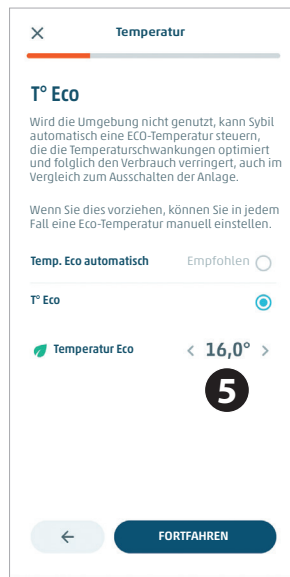 Temperatur
T° Eco
Wird die Umgebung nicht genutzt, kann Sybil
automatisch eine ECO-Temperatur steuern,
die die Temperaturschwankungen optimiert
und folglich den Verbrauch verringert, auch im
Vergleich zum Ausschalten der Anlage.
Wenn Sie dies vorziehen, können Sie in jedem
Fall eine Eco-Temperatur manuell einstellen.
Temp. Eco automatisch Empfohlen
T° Eco
Temperatur Eco < 16,0° >
5
FORTFAHREN